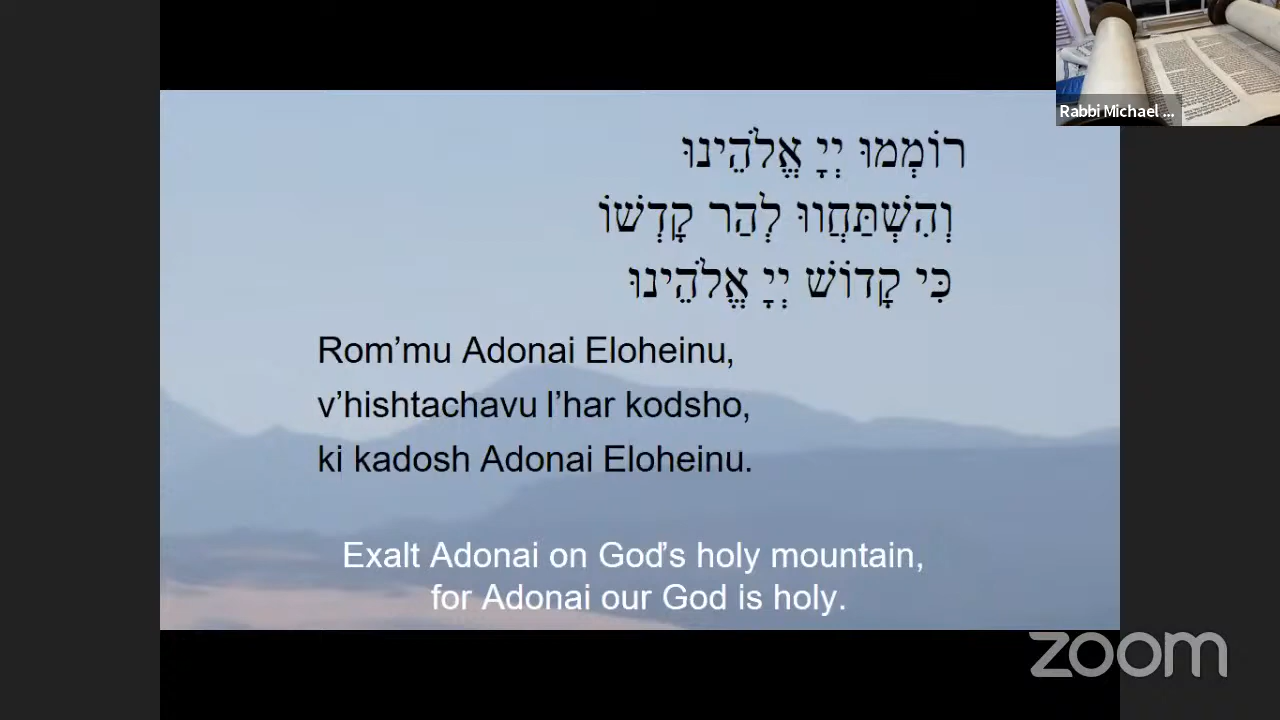 רוֹמְמוּ יְיָ אֱלֹהֵינוּ
וְהִשְׁתַּחֲווּ לְהַר קָדְשׁוֹ
כִּי קָדוֹשׁ יְיָ אֱלֹהֵינוּ
Rom’mu Adonai Eloheinu,
v’hishtachavu l’har kodsho,
ki kadosh Adonai Eloheinu.
Exalt Adonai on God’s holy mountain,
for Adonai our God is holy.
Rabbi Michael ...
zoom